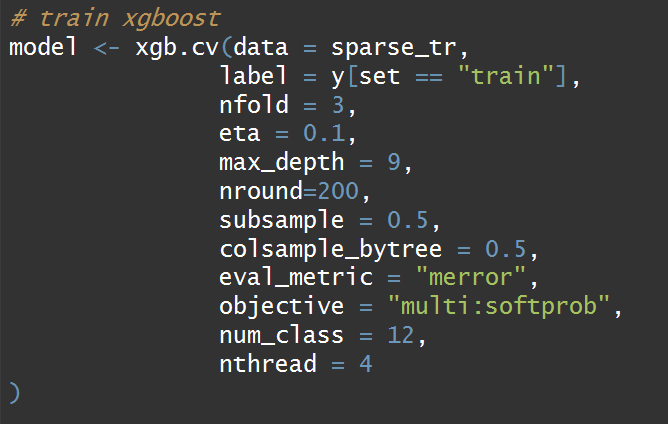 # train xgboost
model <- xgb.cv(data = sparse_tr,
label = y[set == "train"],
nfold = 3,
eta = 0.1,
max_depth = 9,
nround=200,
subsample = 0.5,
colsample_bytree = 0.5,
eval_metric = "merror",
objective = "multi:softprob",
num_class = 12,
nthread = 4
)